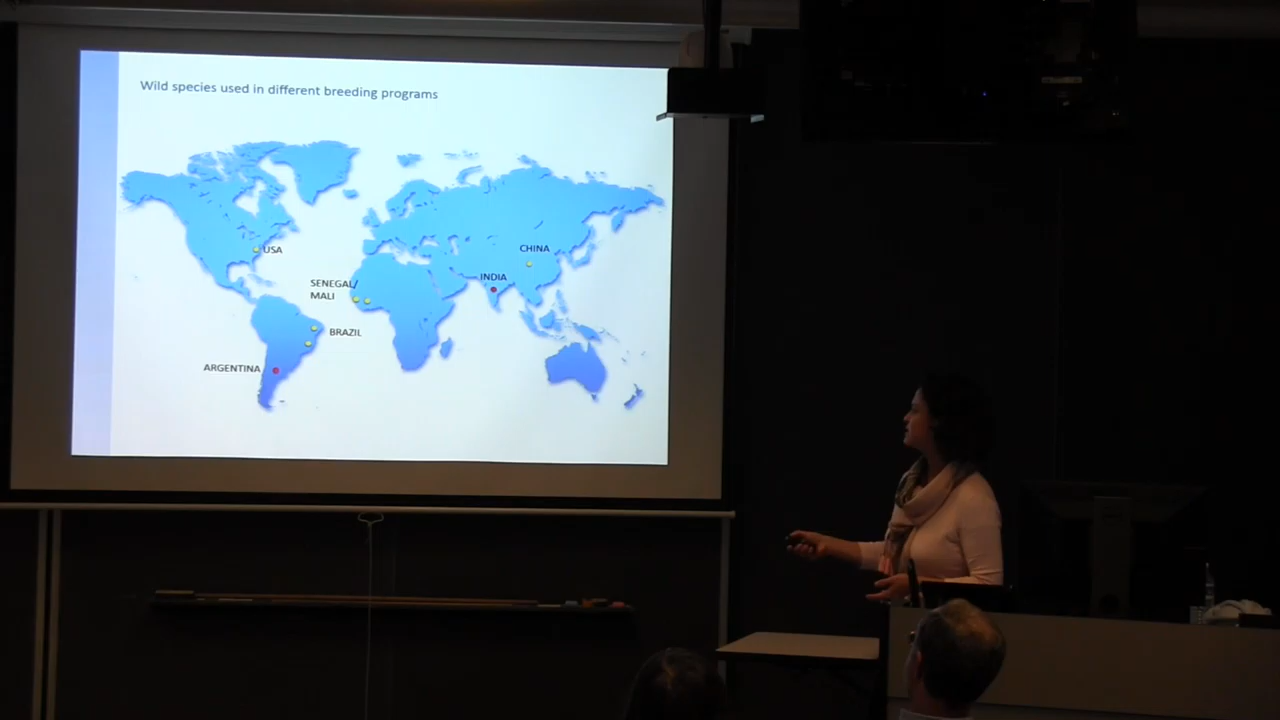 Wild species used in different breeding programs
USA
CHINA
INDIA
SENEGAL/
MALI
BRAZIL
ARGENTINA